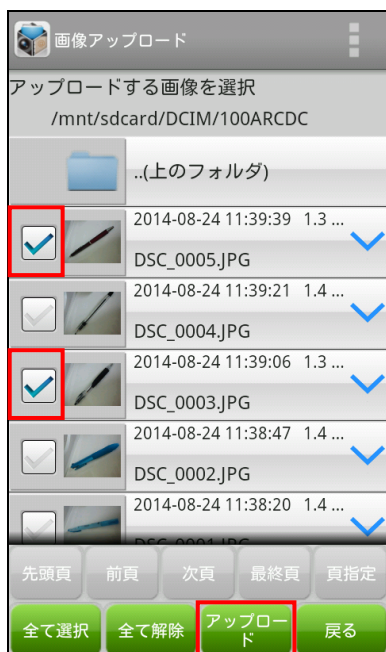 画像アップロード
アップロードする画像を選択
/mnt/sdcard/DCIM/100ARCDC
..(上のフォルダ)
2014-08-24 11:39:39 1.3 ...
DSC_0005.JPG
2014-08-24 11:39:21 1.4 ...
DSC_0004.JPG
2014-08-24 11:39:06 1.3 ...
DSC_0003.JPG
2014-08-24 11:38:47 1.4 ...
DSC_0002.JPG
2014-08-24 11:38:20 1.4 ...
DSC_0001.JPG
先頭頁 前頁 次頁 最終頁 頁指定
全て選択 全て解除 アップロー
ド 戻る